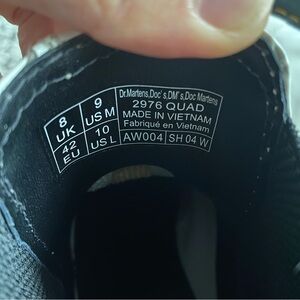 8 UK 9 US M
42 EU 10 US L
Dr.Martens,Doc's,DM's,Doc Martens
2976 QUAD
MADE IN VIETNAM
Fabriqué en Vietnam
AW004 SH 04 W